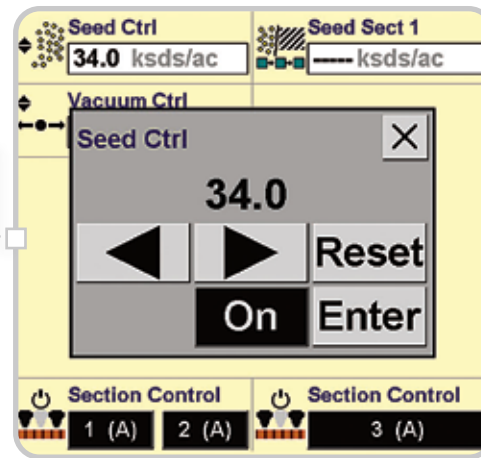 Seed Ctrl
34.0 ksds/ac
Seed Sect 1
----- ksds/ac
Vacuum Ctrl
Seed Ctrl
34.0
Reset
On
Enter
Section Control
1 (A)
2 (A)
Section Control
3 (A)